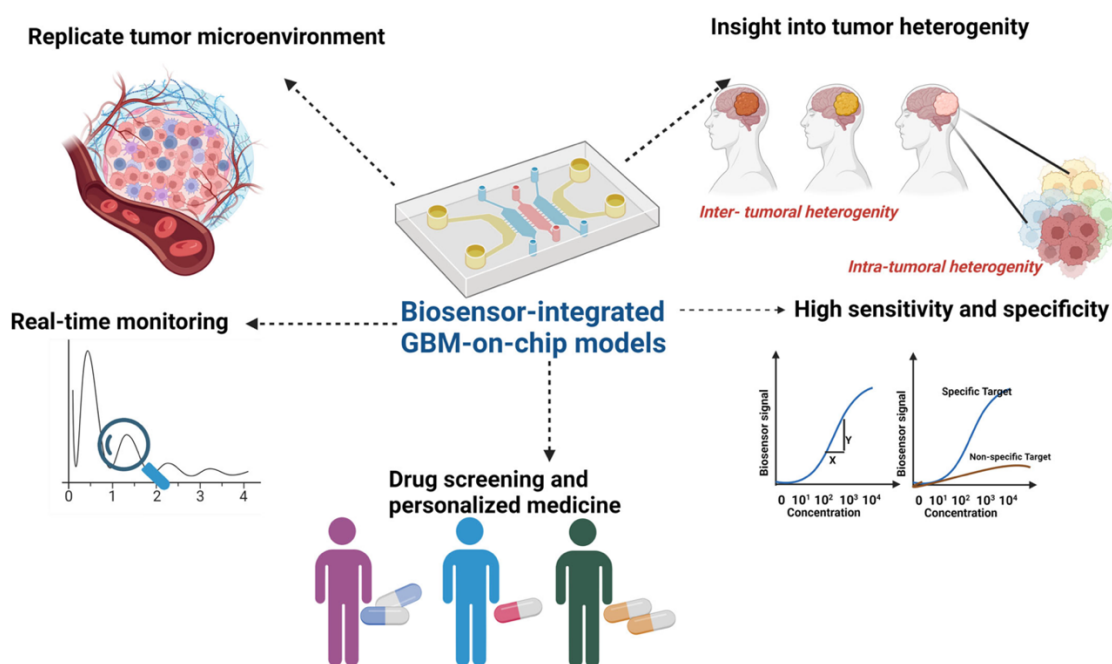 Replicate tumor microenvironment
Insight into tumor heterogenity
Inter- tumoral heterogenity
Intra-tumoral heterogenity
Biosensor-integrated
GBM-on-chip models
Real-time monitoring
0 1 2 3 4
High sensitivity and specificity
Biosensor signal
Y
X
0 10¹ 10² 10³ 10⁴
Concentration
Biosensor signal
Specific Target
Non-specific Target
0 10¹ 10² 10³ 10⁴
Concentration
Drug screening and
personalized medicine